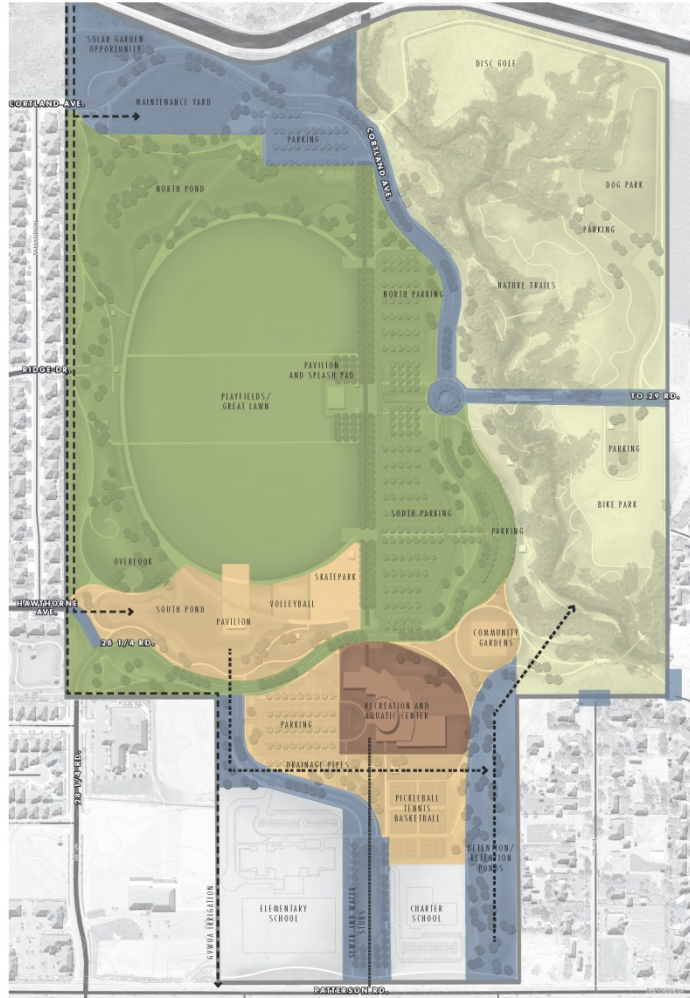 SOLAR GARDEN
OPPORTUNITY
DISC GOLF
CORTLAND AVE.
MAINTENANCE YARD
PARKING
CORTLAND AVE.
NORTH POND
DOG PARK
PARKING
NATURE TRAILS
NORTH PARKING
RIDGE DR.
PAVILION
AND SPLASH PAD
PLAYFIELDS/
GREAT LAWN
TO 29 RD.
PARKING
BIKE PARK
SOUTH PARKING
PARKING
OVERLOOK
SKATEPARK
HAWTHORNE
AVE.
SOUTH POND
VOLLEYBALL
PAVILION
28 1/4 RD.
COMMUNITY
GARDENS
RECREATION AND
AQUATIC CENTER
PARKING
DRAINAGE PIPES
28 1/4 RD.
PICKLEBALL
TENNIS
BASKETBALL
DETENTION/
RETENTION
PONDS
GVWUA IRRIGATION
ELEMENTARY
SCHOOL
SEWER AND WATER
STUBS
CHARTER
SCHOOL
PATTERSON RD.